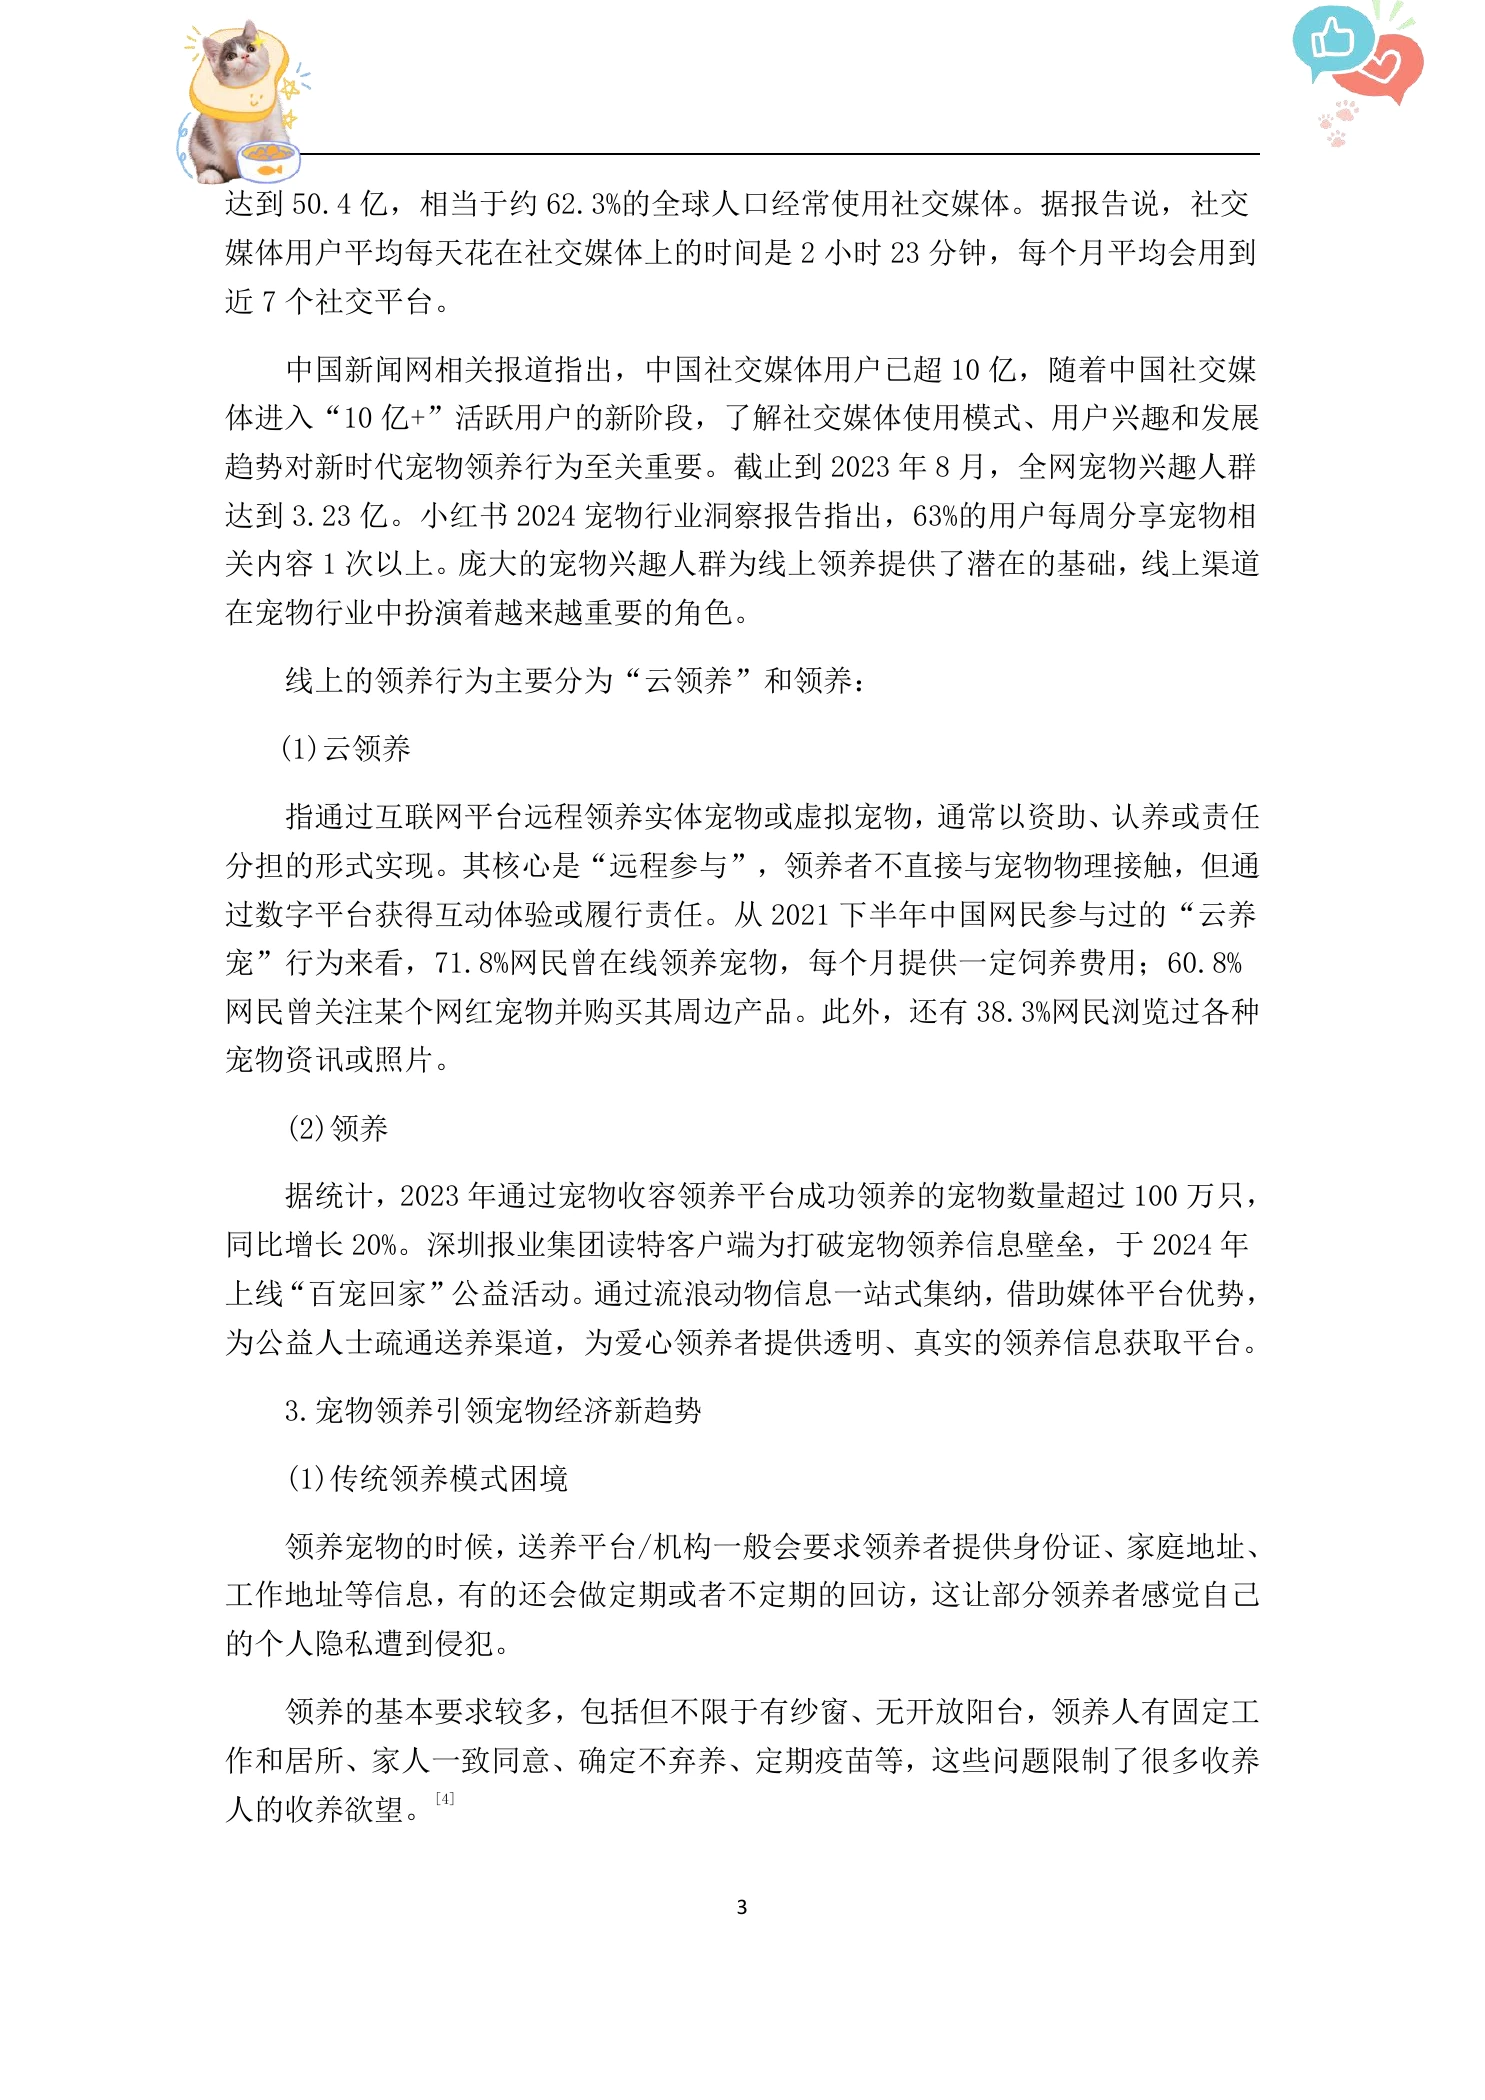 达到 50.4 亿，相当于约 62.3%的全球人口经常使用社交媒体。据报告说，社交
媒体用户平均每天花在社交媒体上的时间是 2 小时 23 分钟，每个月平均会用到
近 7 个社交平台。
中国新闻网相关报道指出，中国社交媒体用户已超 10 亿，随着中国社交媒
体进入“10 亿+”活跃用户的新阶段，了解社交媒体使用模式、用户兴趣和发展
趋势对新时代宠物领养行为至关重要。截止到 2023 年 8 月，全网宠物兴趣人群
达到 3.23 亿。小红书 2024 宠物行业洞察报告指出，63%的用户每周分享宠物相
关内容 1 次以上。庞大的宠物兴趣人群为线上领养提供了潜在的基础，线上渠道
在宠物行业中扮演着越来越重要的角色。
线上的领养行为主要分为“云领养”和领养：
(1)云领养
指通过互联网平台远程领养实体宠物或虚拟宠物，通常以资助、认养或责任
分担的形式实现。其核心是“远程参与”，领养者不直接与宠物物理接触，但通
过数字平台获得互动体验或履行责任。从 2021 下半年中国网民参与过的“云养
宠”行为来看，71.8%网民曾在线领养宠物，每个月提供一定饲养费用；60.8%
网民曾关注某个网红宠物并购买其周边产品。此外，还有 38.3%网民浏览过各种
宠物资讯或照片。
(2)领养
据统计，2023 年通过宠物收容领养平台成功领养的宠物数量超过 100 万只，
同比增长 20%。深圳报业集团读特客户端为打破宠物领养信息壁垒，于 2024 年
上线“百宠回家”公益活动。通过流浪动物信息一站式集纳，借助媒体平台优势，
为公益人士疏通送养渠道，为爱心领养者提供透明、真实的领养信息获取平台。
3.宠物领养引领宠物经济新趋势
(1)传统领养模式困境
领养宠物的时候，送养平台/机构一般会要求领养者提供身份证、家庭地址、
工作地址等信息，有的还会做定期或者不定期的回访，这让部分领养者感觉自己
的个人隐私遭到侵犯。
领养的基本要求较多，包括但不限于有纱窗、无开放阳台，领养人有固定工
作和居所、家人一致同意、确定不弃养、定期疫苗等，这些问题限制了很多收养
人的收养欲望。[4]
3